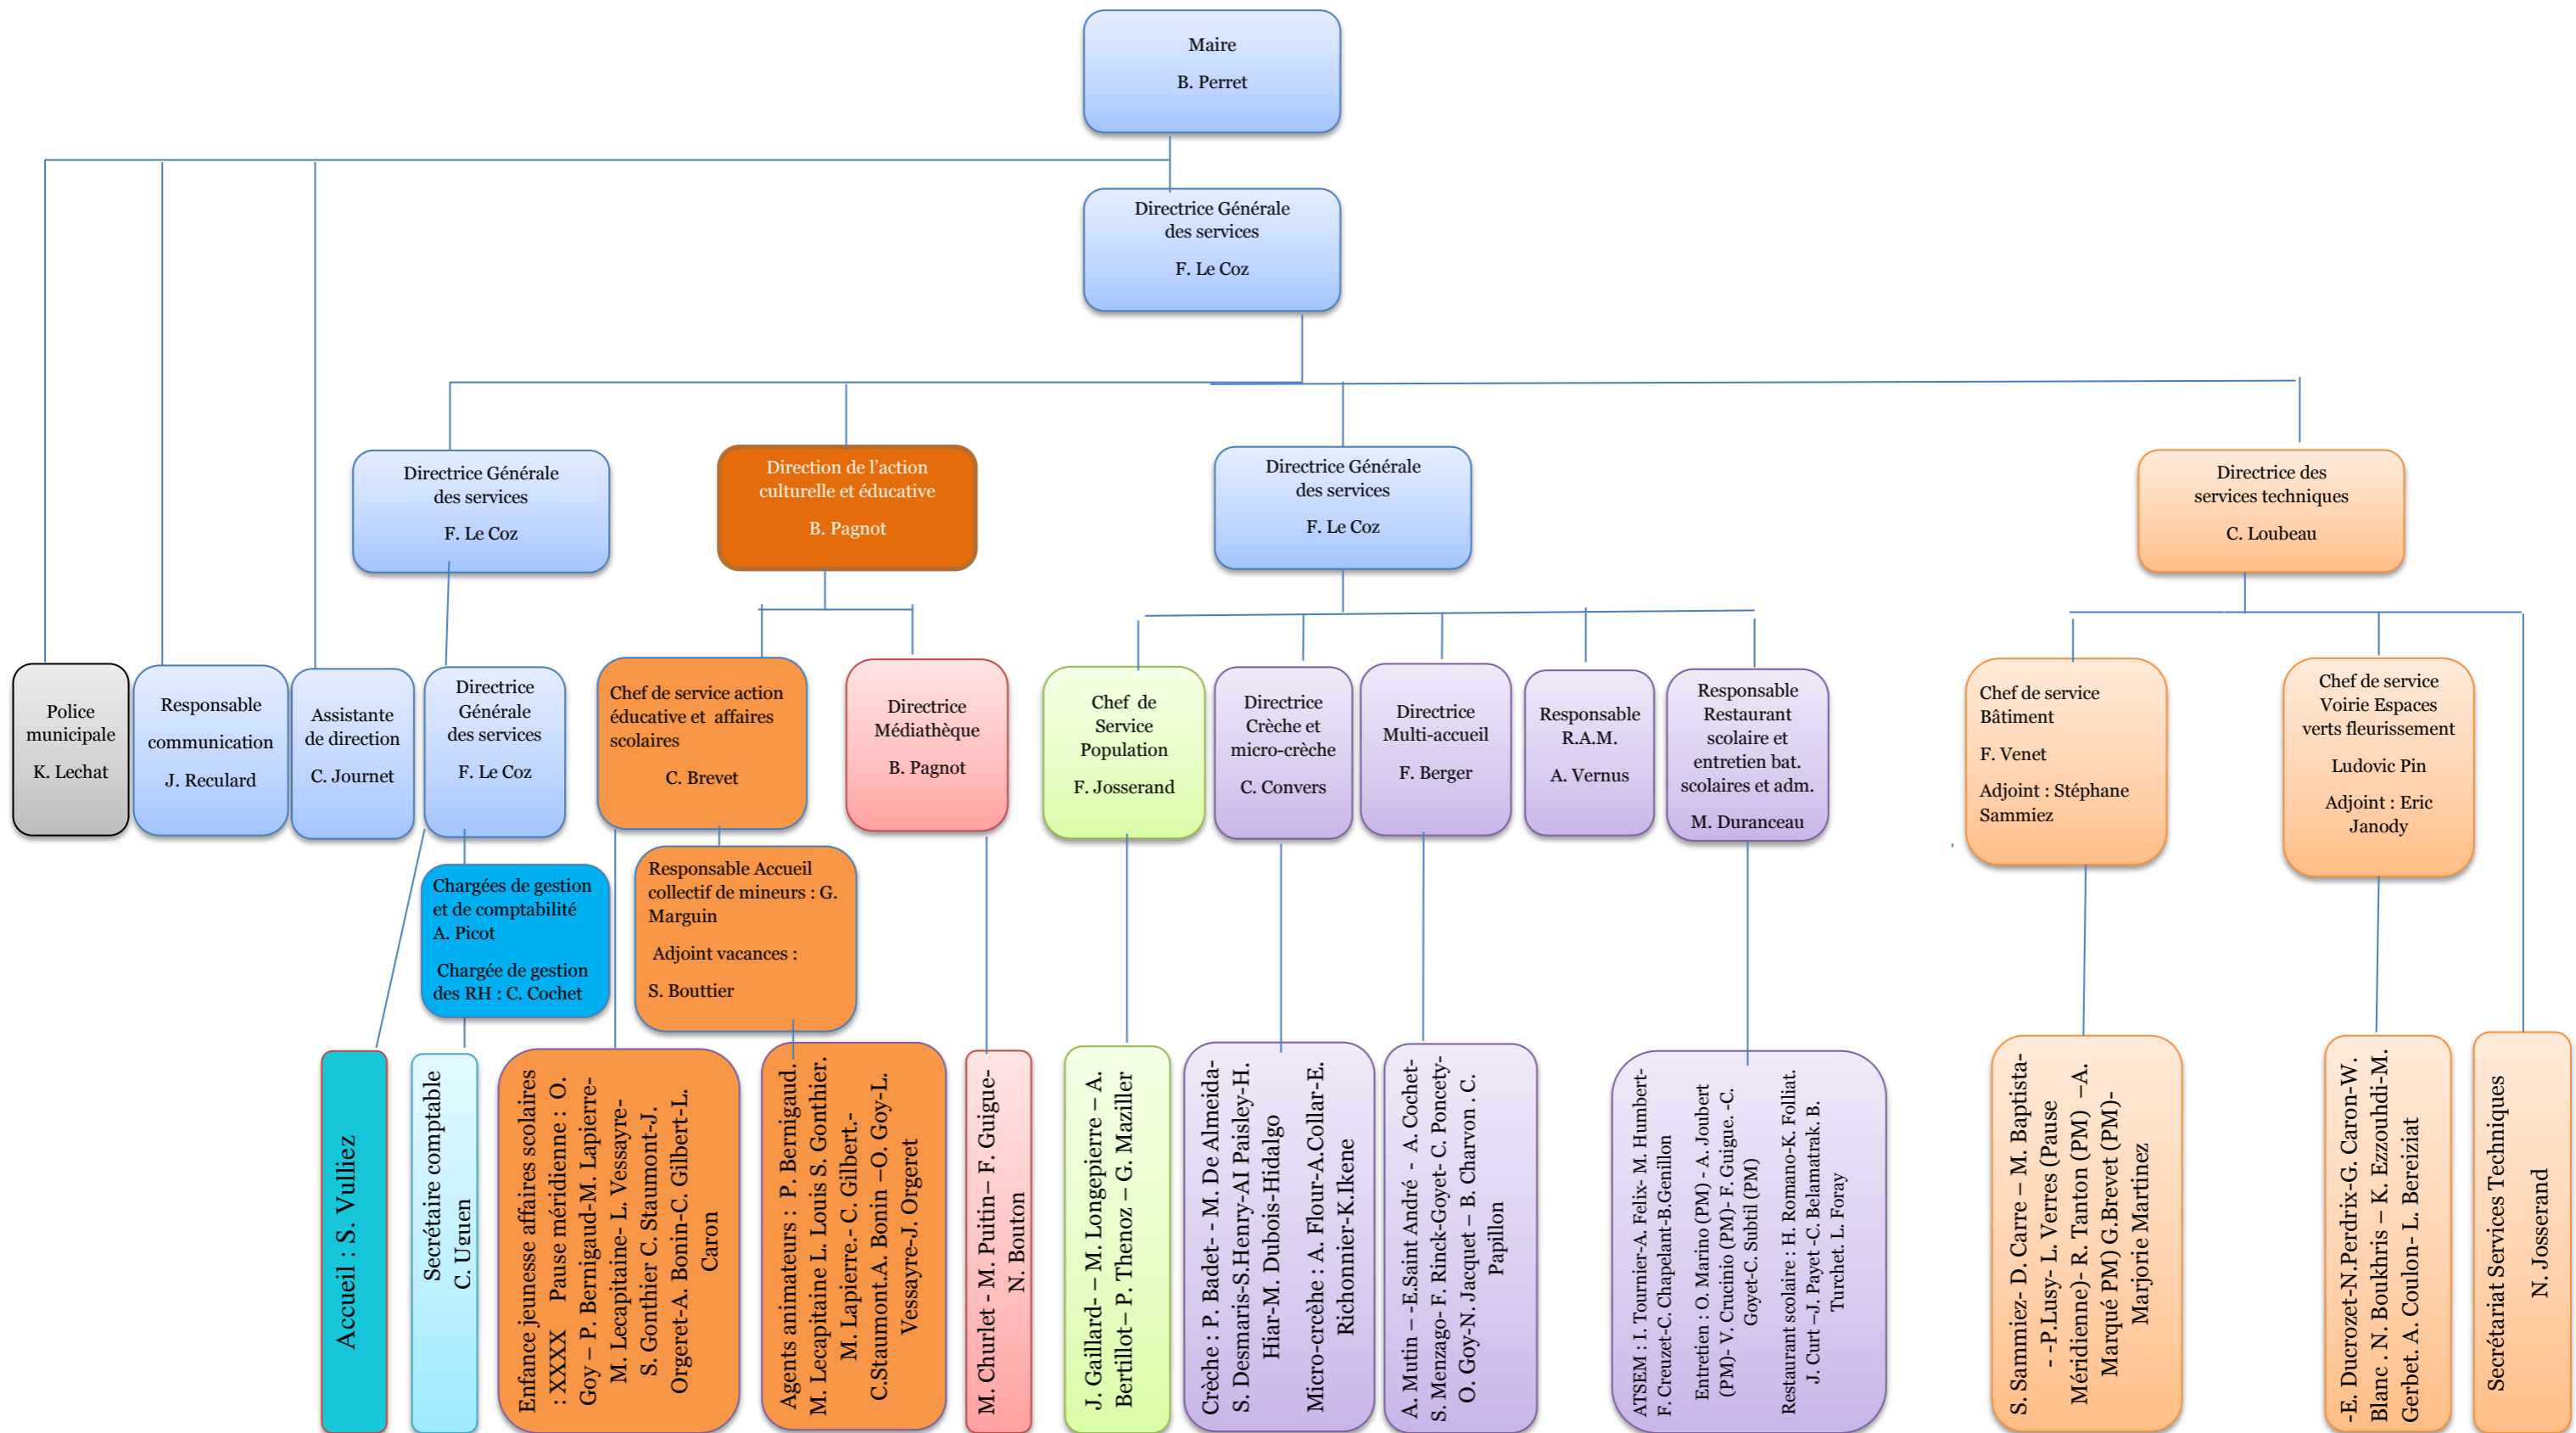 Maire
B. Perret
Directrice Générale
des services
F. Le Coz
Directrice Générale
des services
F. Le Coz
Direction de l’action
culturelle et éducative
B. Pagnot
Directrice Générale
des services
F. Le Coz
Directrice des
services techniques
C. Loubeau
Police
municipale
K. Lechat
Responsable
communication
J. Reculard
Assistante
de direction
C. Journet
Directrice
Générale
des services
F. Le Coz
Chef de service action
éducative et affaires
scolaires
C. Brevet
Directrice
Médiathèque
B. Pagnot
Chef de
Service
Population
F. Josserand
Directrice
Crèche et
micro-crèche
C. Convers
Directrice
Multi-accueil
F. Berger
Responsable
R.A.M.
A. Vernus
Responsable
Restaurant
scolaire et
entretien bat.
scolaires et adm.
M. Duranceau
Chef de service
Bâtiment
F. Venet
Adjoint : Stéphane
Sammiez
Chef de service
Voirie Espaces
verts fleurissement
Ludovic Pin
Adjoint : Eric
Janody
Chargées de gestion
et de comptabilité
A. Picot
Chargée de gestion
des RH : C. Cochet
Responsable Accueil
collectif de mineurs : G.
Marguin
Adjoint vacances :
S. Bouttier
Accueil : S. Vulliez
Secrétaire comptable
C. Uguen
Enfance jeunesse affaires scolaires
: XXXX Pause méridienne : O.
Goy – P. Bernigaud-M. Lapierre-
M. Lecapitaine- L. Vessayre-
S. Gonthier C. Staumont-J.
Orgeret-A. Bonin-C. Gilbert-L.
Caron
Agents animateurs : P. Bernigaud.
M. Lecapitaine L. Louis S. Gonthier.
M. Lapierre.- C. Gilbert.-
C.Staumont.A. Bonin –O. Goy-L.
Vessayre-J. Orgeret
M. Churlet - M. Puitin– F. Guigue-
N. Bouton
J. Gaillard- – M. Longepierre – A.
Bertillot– P. Thenoz – G. Maziller
Crèche : P. Badet- - M. De Almeida-
S. Desmaris-S.Henry-AI Paisley-H.
Hiar-M. Dubois-Hidalgo
Micro-crcèhe : A. Flour-A.Collar-E.
Richonnier-K.Ikene
A. Mutin – -E.Saint André - A. Cochet-
S. Menzago- F. Rinck-Goyet- C. Poncety-
O. Goy-N. Jacquet – B. Charvon . C.
Papillon
ATSEM : I. Tournier-A. Felix- M. Humbert-
F. Creuzet-C. Chapelant-B.Genillon
Entretien : O. Marino (PM) - A. Joubert
(PM)- V. Crucinio (PM)- F. Guigue. -C.
Goyet-C. Subtil (PM)
Restaurant scolaire : H. Romano-K. Folliat.
J. Curt –J. Payet -C. Belamatrak. B.
Turchet. L. Foray
S. Sammiez- D. Carre – M. Baptista-
- -P.Lusy- L. Verres (Pause
Méridienne)- R. Tanton (PM) –A.
Marqué PM) G.Brevet (PM)-
Marjorie Martinez
-E. Ducrozet-N.Perdrix-G. Caron-W.
Blanc . N. Boukhris – K. Ezzouhdi-M.
Gerbet. A. Coulon- L. Bereiziat
Secrétariat Services Techniques
N. Josserand